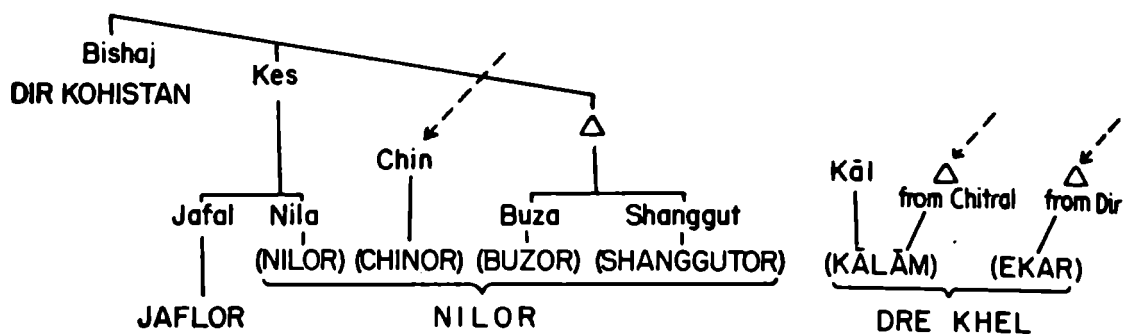 Bishaj
DIR KOHISTAN
Kes
Chin
Kāl
from Chitral
from Dir
Jafal Nila
Buza Shanggut
(NILOR) (CHINOR) (BUZOR) (SHANGGUTOR)
(KĀLĀM) (EKAR)
JAFLOR
NILOR
DRE KHEL